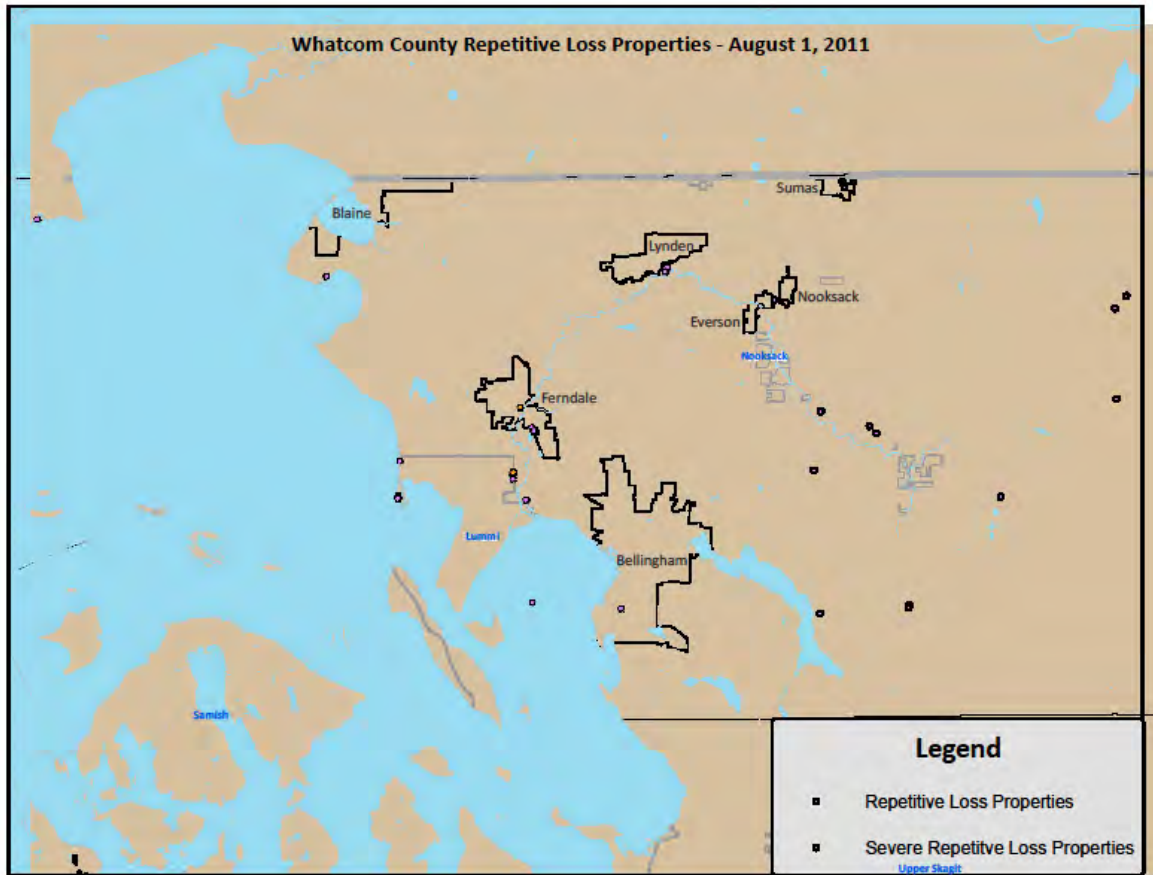 Whatcom County Repetitive Loss Properties - August 1, 2011
Sumas
Blaine
Lynden
Nooksack
Everson
Nooksack
Ferndale
Lummi
Bellingham
Samish
Legend
Repetitive Loss Properties
Severe Repetitve Loss Properties
Upper Skagit